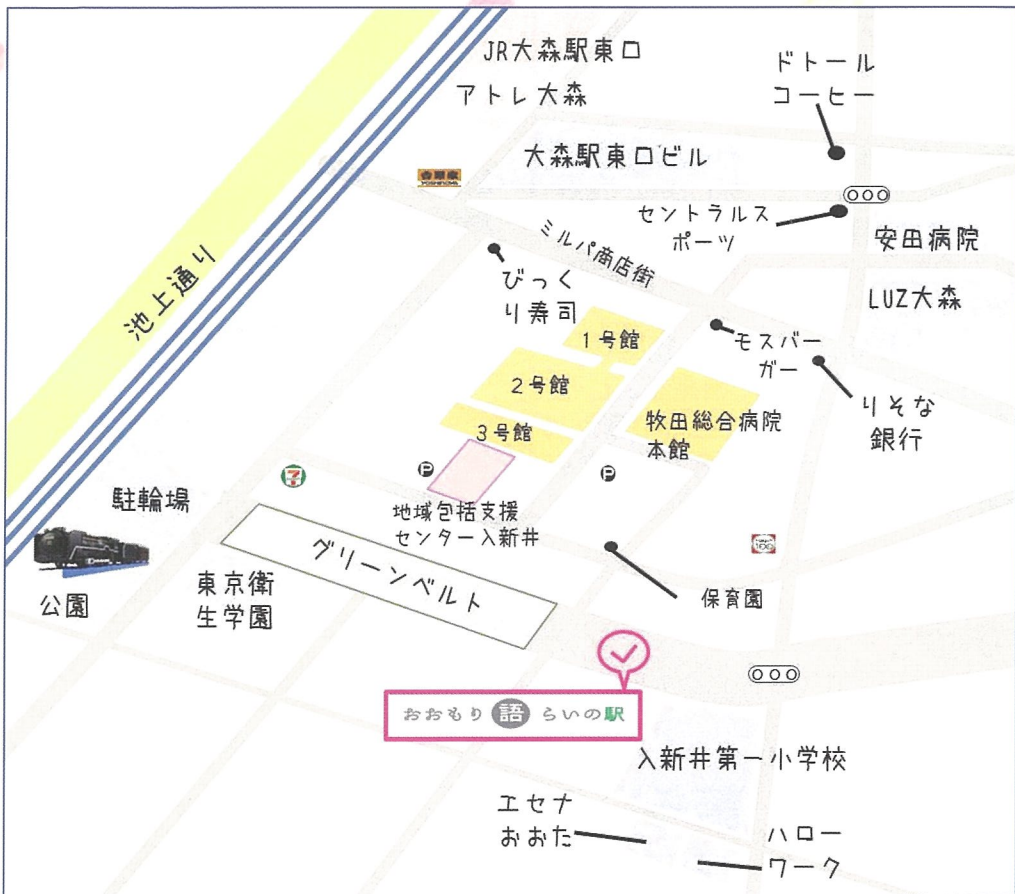 JR大森駅東口
アトレ大森
ドトール
コーヒー
大森駅東口ビル
吉野家
YOSHINOYA
セントラルス
ポーツ
安田病院
ミルパ商店街
池上通り
びっく
り寿司
LUZ大森
1号館
モスバー
ガー
2号館
りそな
銀行
牧田総合病院
本館
3号館
P
P
7
駐輪場
地域包括支援
センター入新井
グリーンベルト
100
東京衛
生学園
公園
保育園
おおもり語らいの駅
入新井第一小学校
エセナ
おおた
ハロー
ワーク